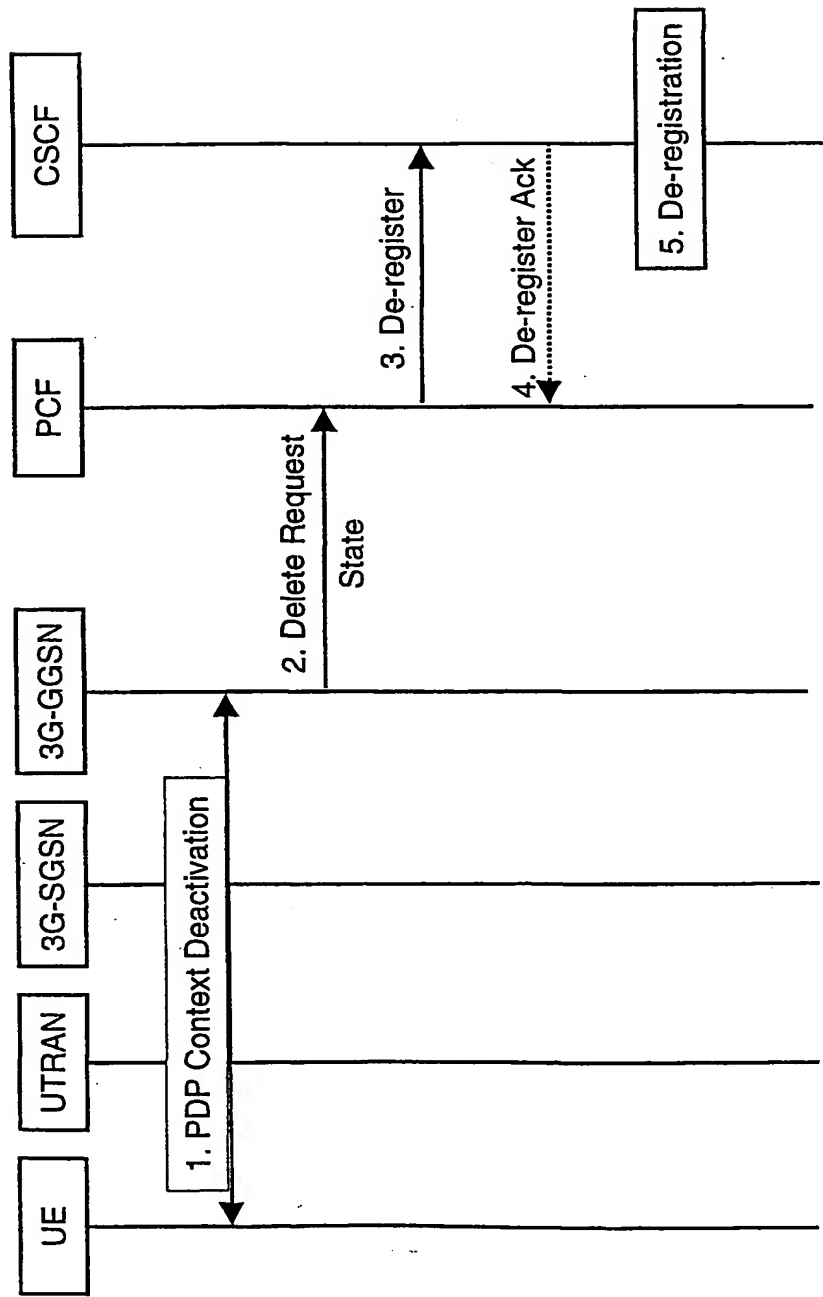 UE
UTRAN
3G-SGSN
3G-GGSN
PCF
CSCF
1. PDP Context Deactivation
2. Delete Request
State
3. De-register
4. De-register Ack
5. De-registration